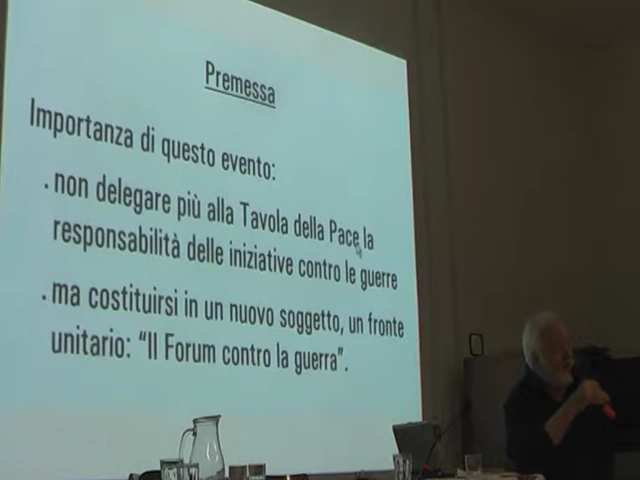 Premessa
Importanza di questo evento:
. non delegare più alla Tavola della Pace la
responsabilità delle iniziative contro le guerre
. ma costituirsi in un nuovo soggetto, un fronte
unitario: “Il Forum contro la guerra”.